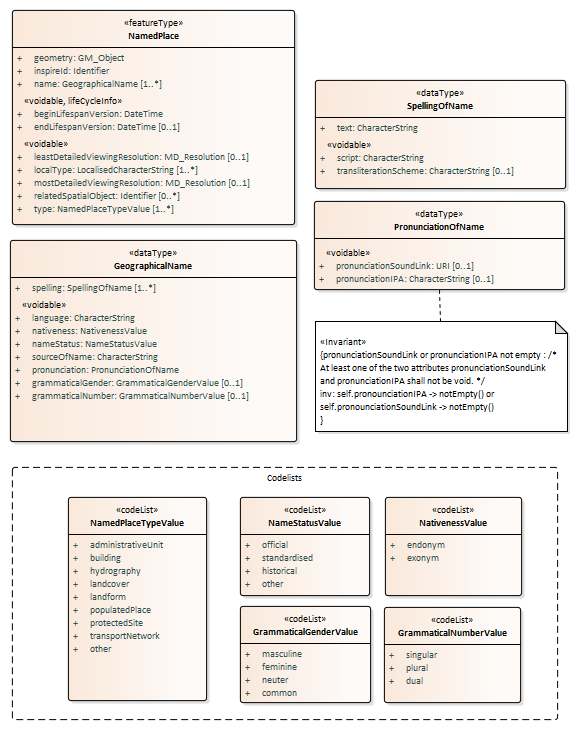 «featureType»
NamedPlace
+ geometry: GM_Object
+ inspireId: Identifier
+ name: GeographicalName [1..*]
«voidable, lifeCycleInfo»
+ beginLifespanVersion: DateTime
+ endLifespanVersion: DateTime [0..1]
«voidable»
+ leastDetailedViewingResolution: MD_Resolution [0..1]
+ localType: LocalisedCharacterString [1..*]
+ mostDetailedViewingResolution: MD_Resolution [0..1]
+ relatedSpatialObject: Identifier [0..*]
+ type: NamedPlaceTypeValue [1..*]
«dataType»
SpellingOfName
+ text: CharacterString
«voidable»
+ script: CharacterString
+ transliterationScheme: CharacterString [0..1]
«dataType»
PronunciationOfName
«voidable»
+ pronunciationSoundLink: URI [0..1]
+ pronunciationIPA: CharacterString [0..1]
«dataType»
GeographicalName
+ spelling: SpellingOfName [1..*]
«voidable»
+ language: CharacterString
+ nativeness: NativenessValue
+ nameStatus: NameStatusValue
+ sourceOfName: CharacterString
+ pronunciation: PronunciationOfName
+ grammaticalGender: GrammaticalGenderValue [0..1]
+ grammaticalNumber: GrammaticalNumberValue [0..1]
«Invariant»
{pronunciationSoundLink or pronunciationIPA not empty : /*
At least one of the two attributes pronunciationSoundLink
and pronunciationIPA shall not be void. */
inv: self.pronounciationIPA -> notEmpty() or
self.pronounciationSoundLink -> notEmpty()
}
Codelists
«codeList»
NamedPlaceTypeValue
+ administrativeUnit
+ building
+ hydrography
+ landcover
+ landform
+ populatedPlace
+ protectedSite
+ transportNetwork
+ other
«codeList»
NameStatusValue
+ official
+ standardised
+ historical
+ other
«codeList»
NativenessValue
+ endonym
+ exonym
«codeList»
GrammaticalGenderValue
+ masculine
+ feminine
+ neuter
+ common
«codeList»
GrammaticalNumberValue
+ singular
+ plural
+ dual